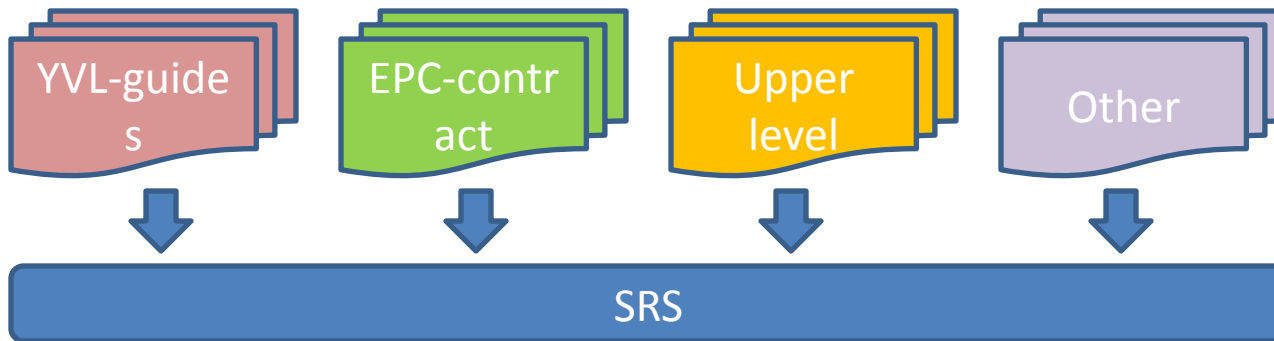 YVL-guide
s
EPC-contr
act
Upper
level
Other
SRS